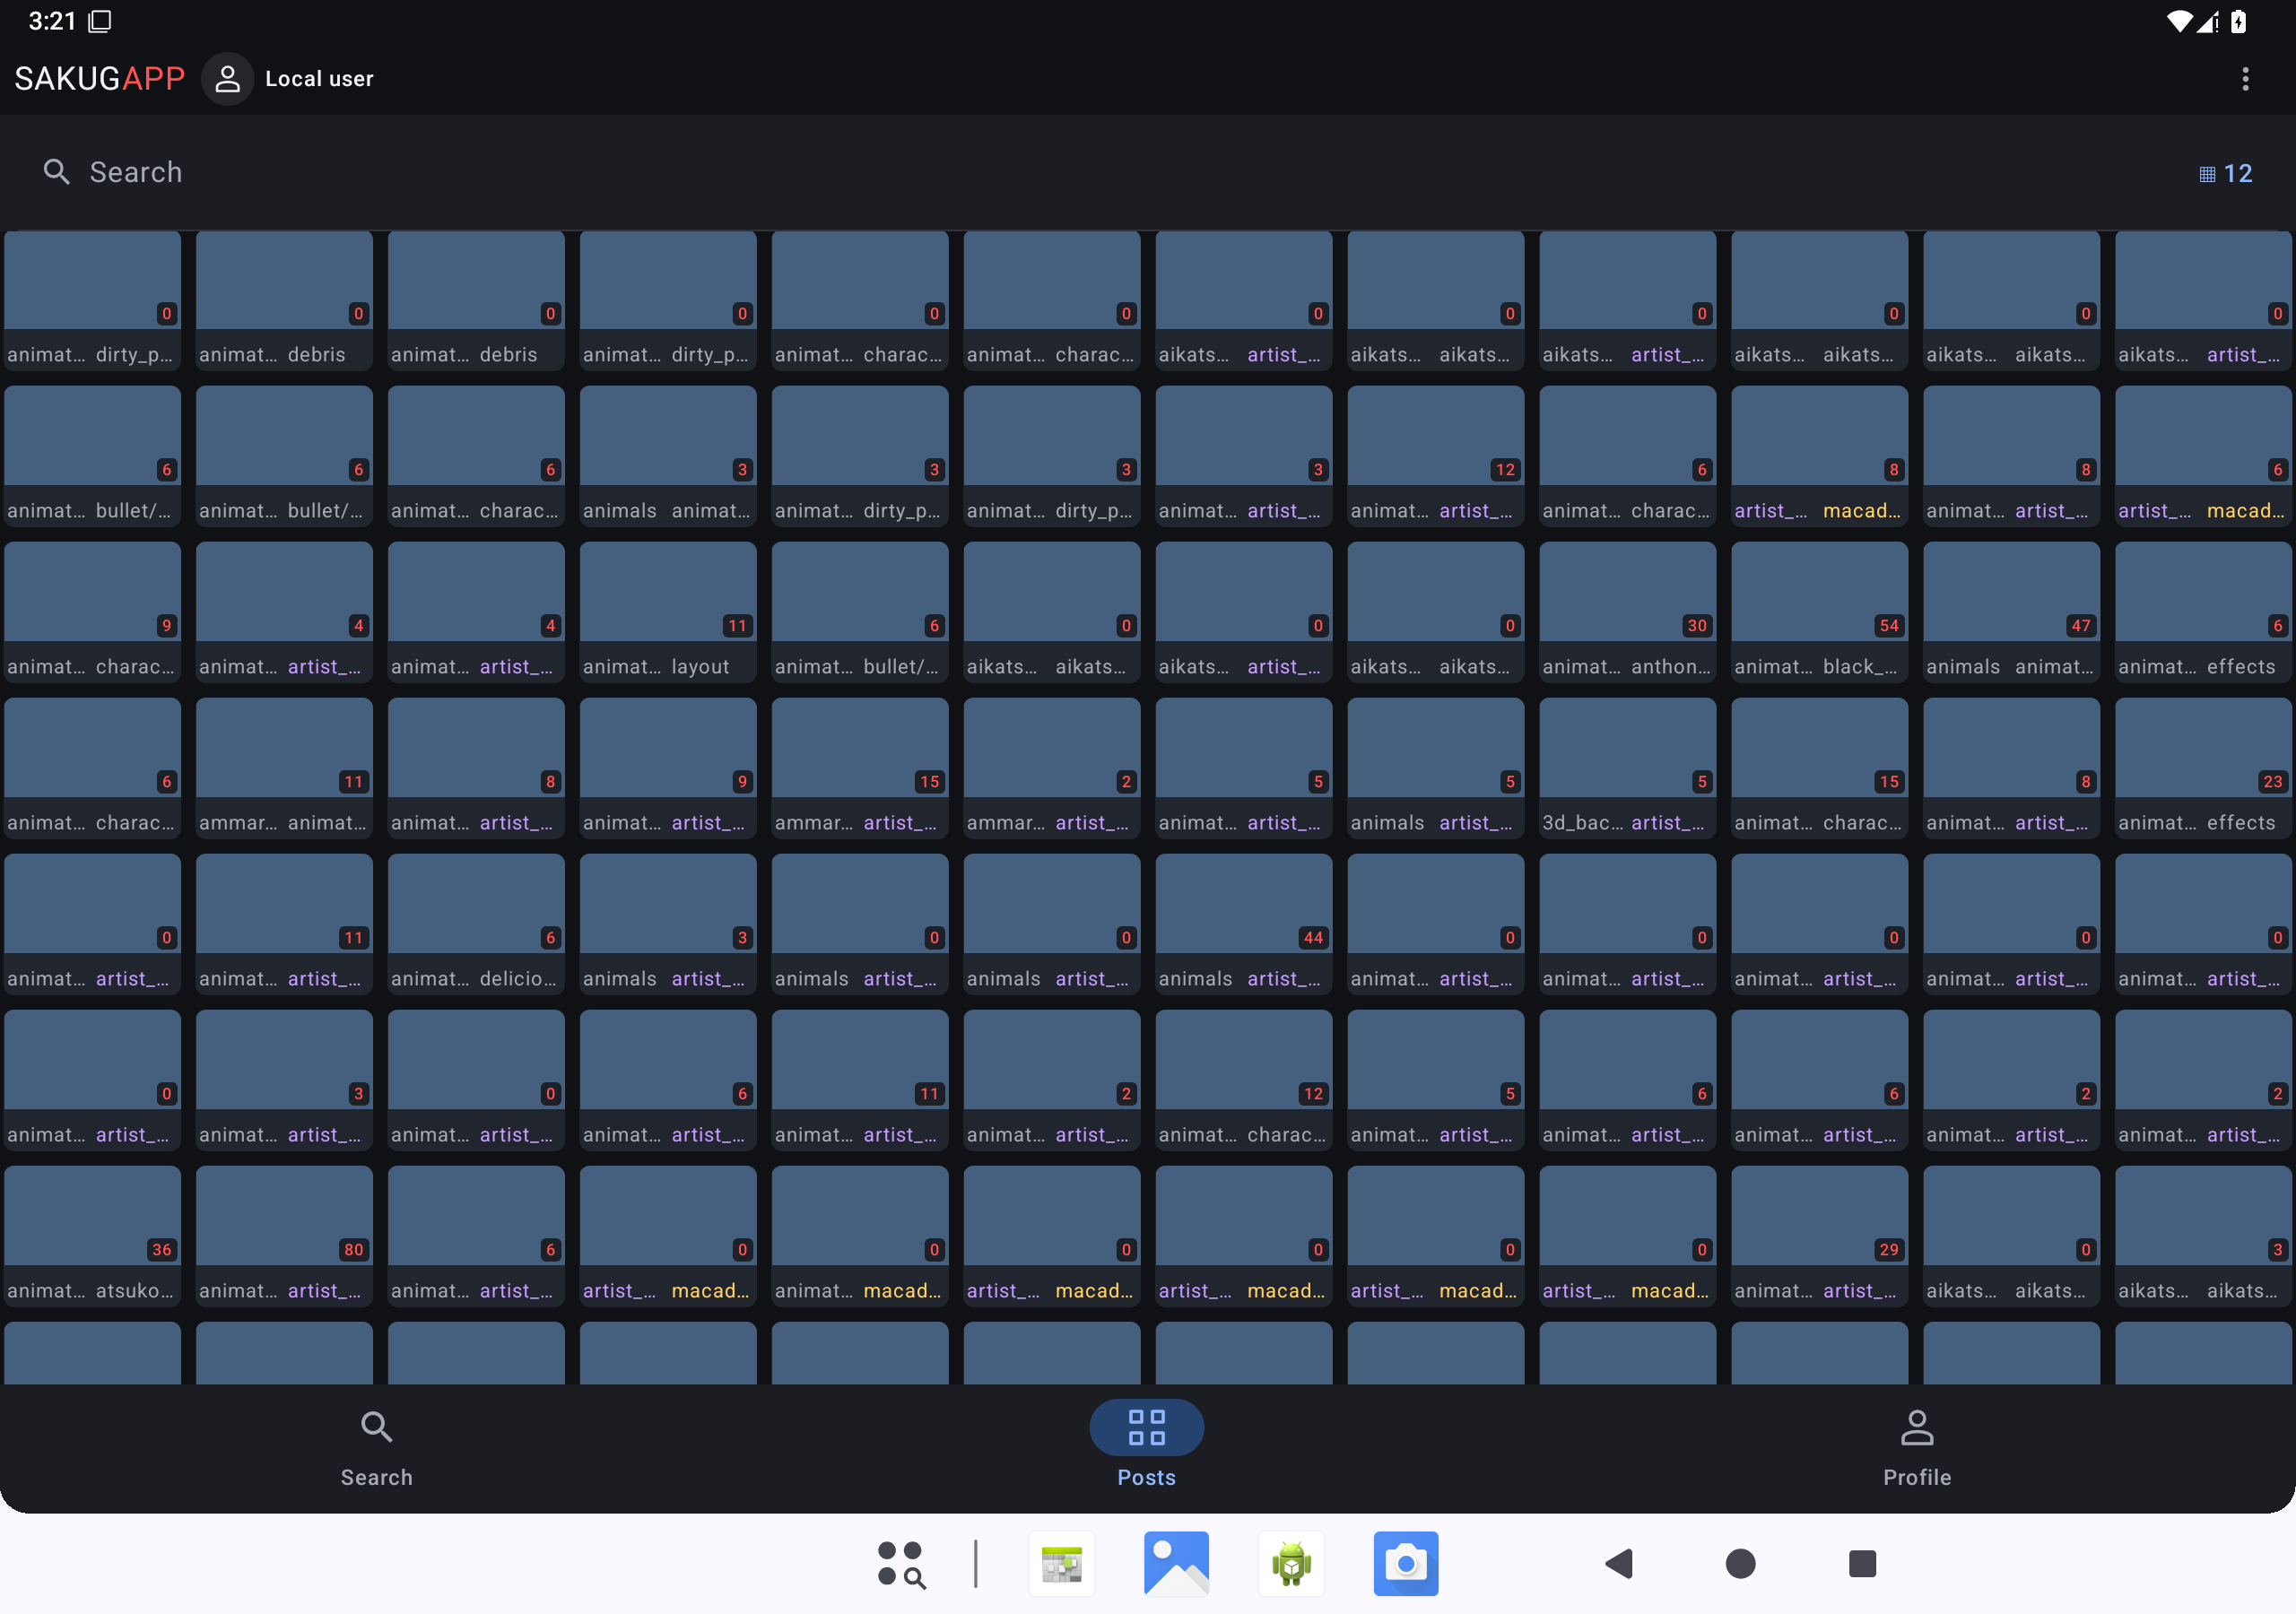 3:21
SAKUGAPP Local user
Search 12
0 0 0 0 0 0 0 0 0 0 0 0
animat... dirty_p... animat... debris animat... debris animat... dirty_p... animat... charac... animat... charac... aikats... artist_... aikats... aikats... aikats... artist_... aikats... aikats... aikats... aikats... aikats... artist_...
6 6 6 3 3 3 3 12 6 8 8 6
animat... bullet/... animat... bullet/... animat... charac... animals animat... animat... dirty_p... animat... dirty_p... animat... artist_... animat... artist_... animat... charac... artist_... macad... animat... artist_... artist_... macad...
9 4 4 11 6 0 0 0 30 54 47 6
animat... charac... animat... artist_... animat... artist_... animat... layout animat... bullet/... aikats... aikats... aikats... artist_... aikats... aikats... animat... anthon... animat... black_... animals animat... animat... effects
6 11 8 9 15 2 5 5 5 15 8 23
animat... charac... ammar... animat... animat... artist_... animat... artist_... ammar... artist_... ammar... artist_... animat... artist_... animals artist_... 3d_bac... artist_... animat... charac... animat... artist_... animat... effects
0 11 6 3 0 0 44 0 0 0 0 0
animat... artist_... animat... artist_... animat... delicio... animals artist_... animals artist_... animals artist_... animals artist_... animat... artist_... animat... artist_... animat... artist_... animat... artist_... animat... artist_...
0 3 0 6 11 2 12 5 6 6 2 2
animat... artist_... animat... artist_... animat... artist_... animat... artist_... animat... artist_... animat... artist_... animat... charac... animat... artist_... animat... artist_... animat... artist_... animat... artist_... animat... artist_...
36 80 6 0 0 0 0 0 0 29 0 3
animat... atsuko... animat... artist_... animat... artist_... artist_... macad... animat... macad... artist_... macad... artist_... macad... artist_... macad... artist_... macad... animat... artist_... aikats... aikats... aikats... aikats...
Search Posts Profile